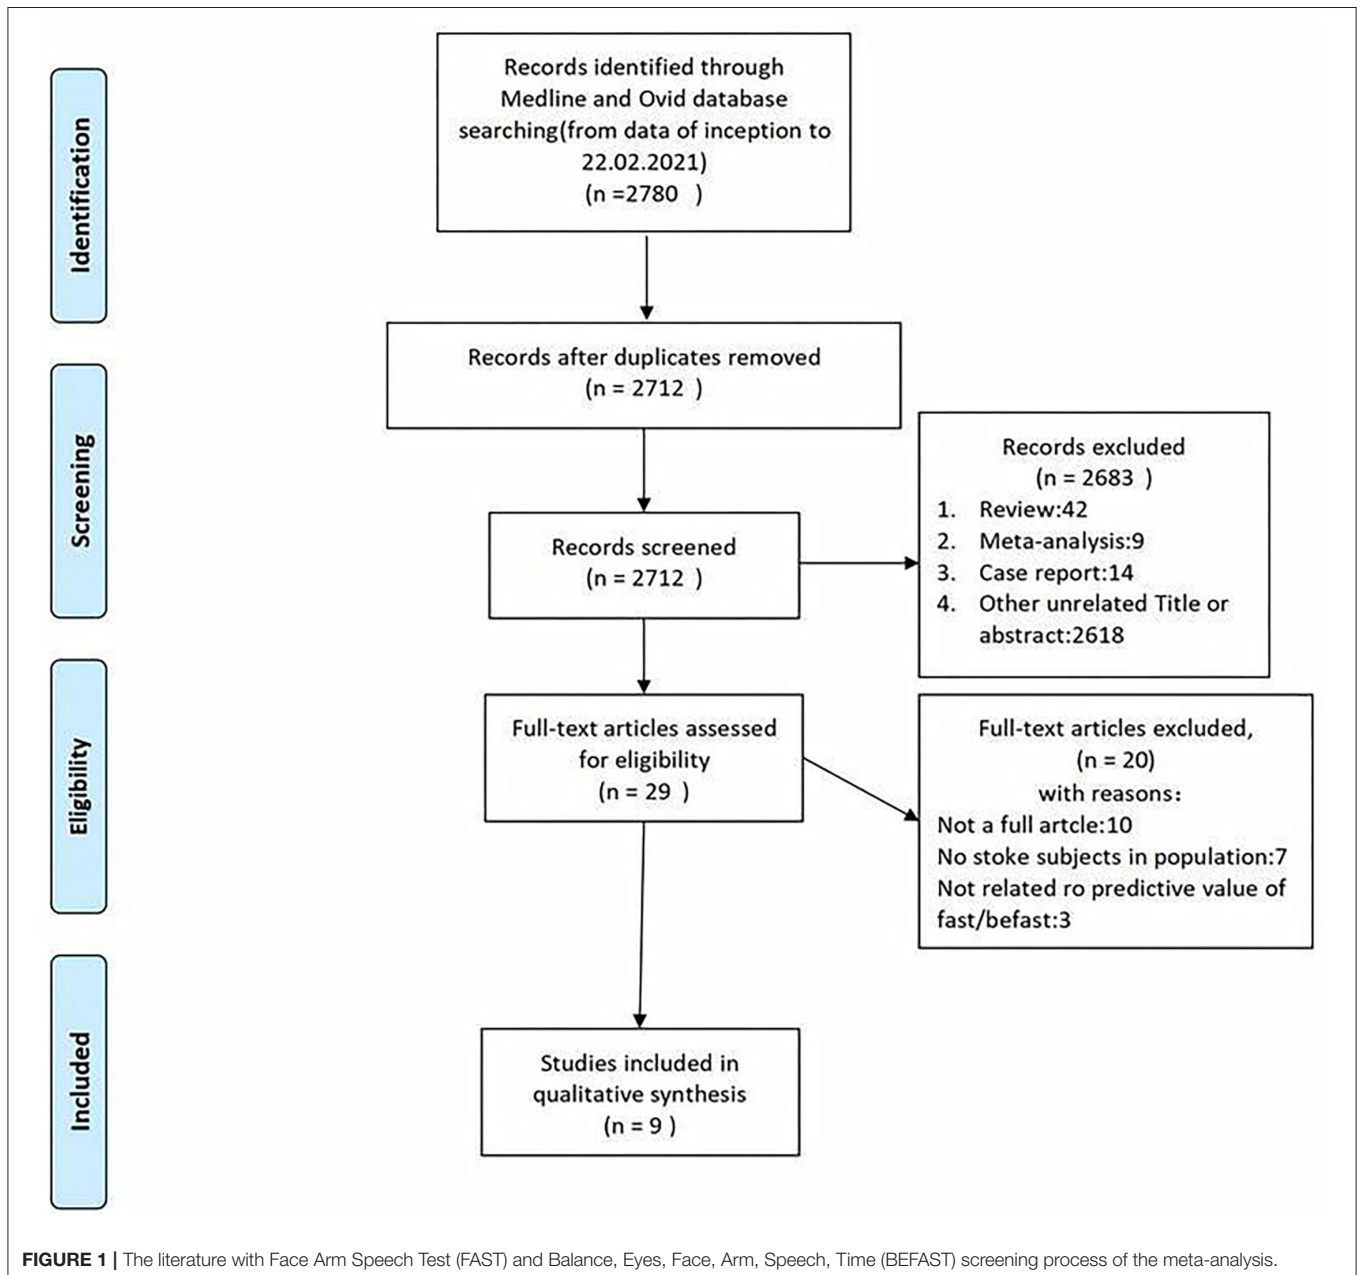 Identification
Records identified through
Medline and Ovid database
searching(from data of inception to
22.02.2021)
(n =2780 )
Screening
Records after duplicates removed
(n = 2712 )
Records screened
(n = 2712 )
Records excluded
(n = 2683 )
1. Review:42
2. Meta-analysis:9
3. Case report:14
4. Other unrelated Title or
abstract:2618
Eligibility
Full-text articles assessed
for eligibility
(n = 29 )
Full-text articles excluded,
(n = 20)
with reasons:
Not a full artcle:10
No stoke subjects in population:7
Not related ro predictive value of
fast/befast:3
Included
Studies included in
qualitative synthesis
(n = 9 )
FIGURE 1 | The literature with Face Arm Speech Test (FAST) and Balance, Eyes, Face, Arm, Speech, Time (BEFAST) screening process of the meta-analysis.